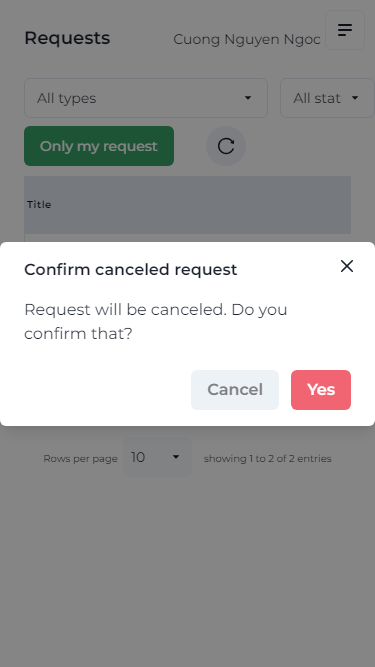 Requests
Cuong Nguyen Ngoc
All types
All stat
Only my request
Title
Confirm canceled request
Request will be canceled. Do you
confirm that?
Cancel
Yes
Rows per page
10
showing 1 to 2 of 2 entries